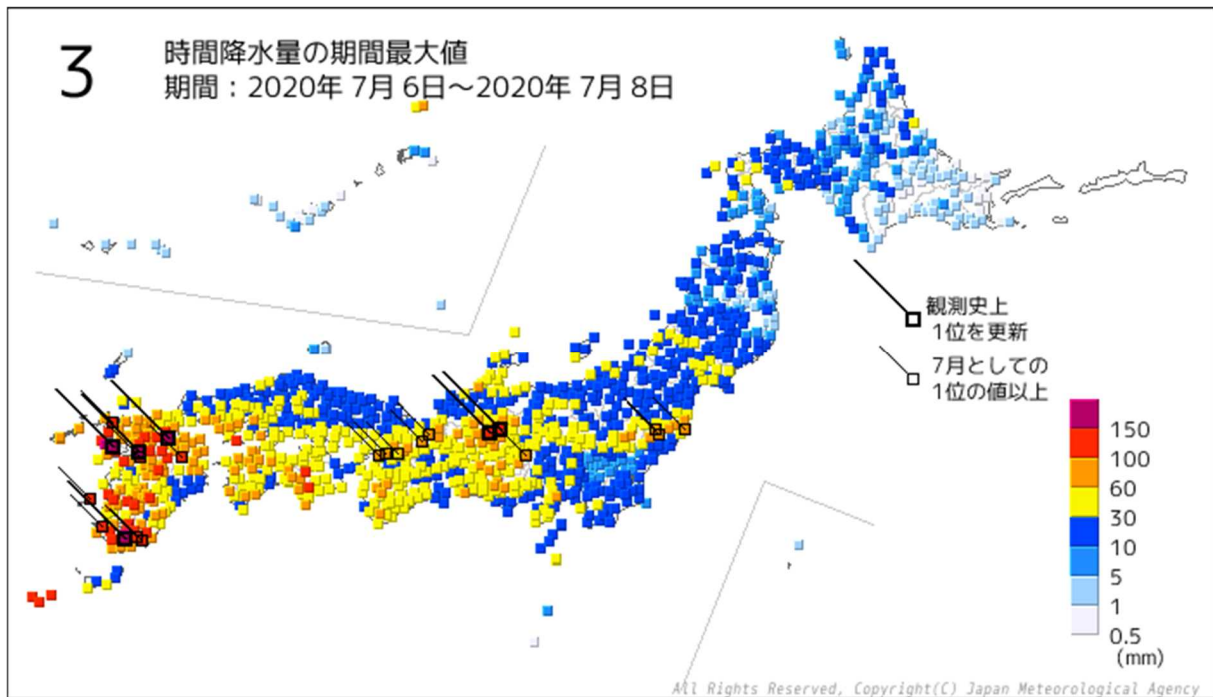 3 時間降水量の期間最大値
期間：2020年 7月 6日～2020年 7月 8日
観測史上
1位を更新
7月としての
1位の値以上
150
100
60
30
10
5
1
0.5
(mm)
All Rights Reserved, Copyright(C) Japan Meteorological Agency